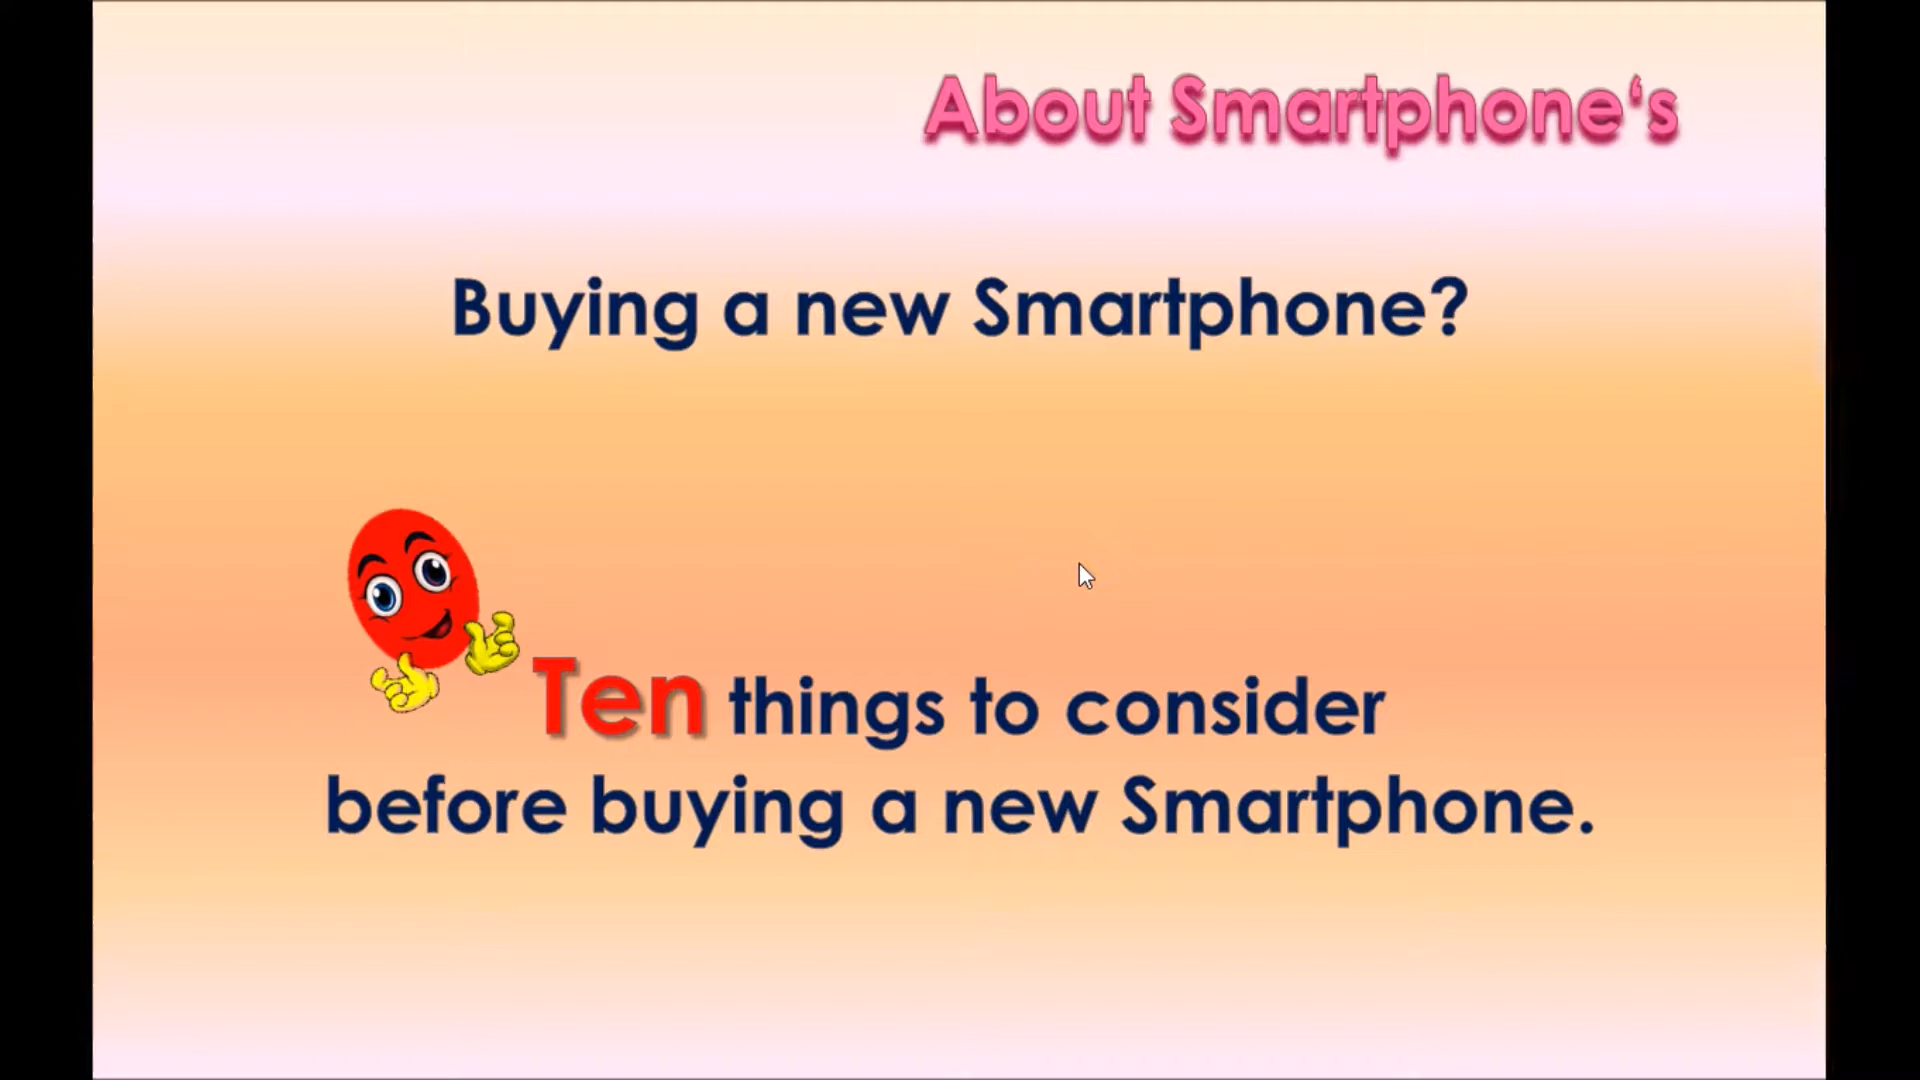 About Smartphone‘s
Buying a new Smartphone?
Ten things to consider
before buying a new Smartphone.